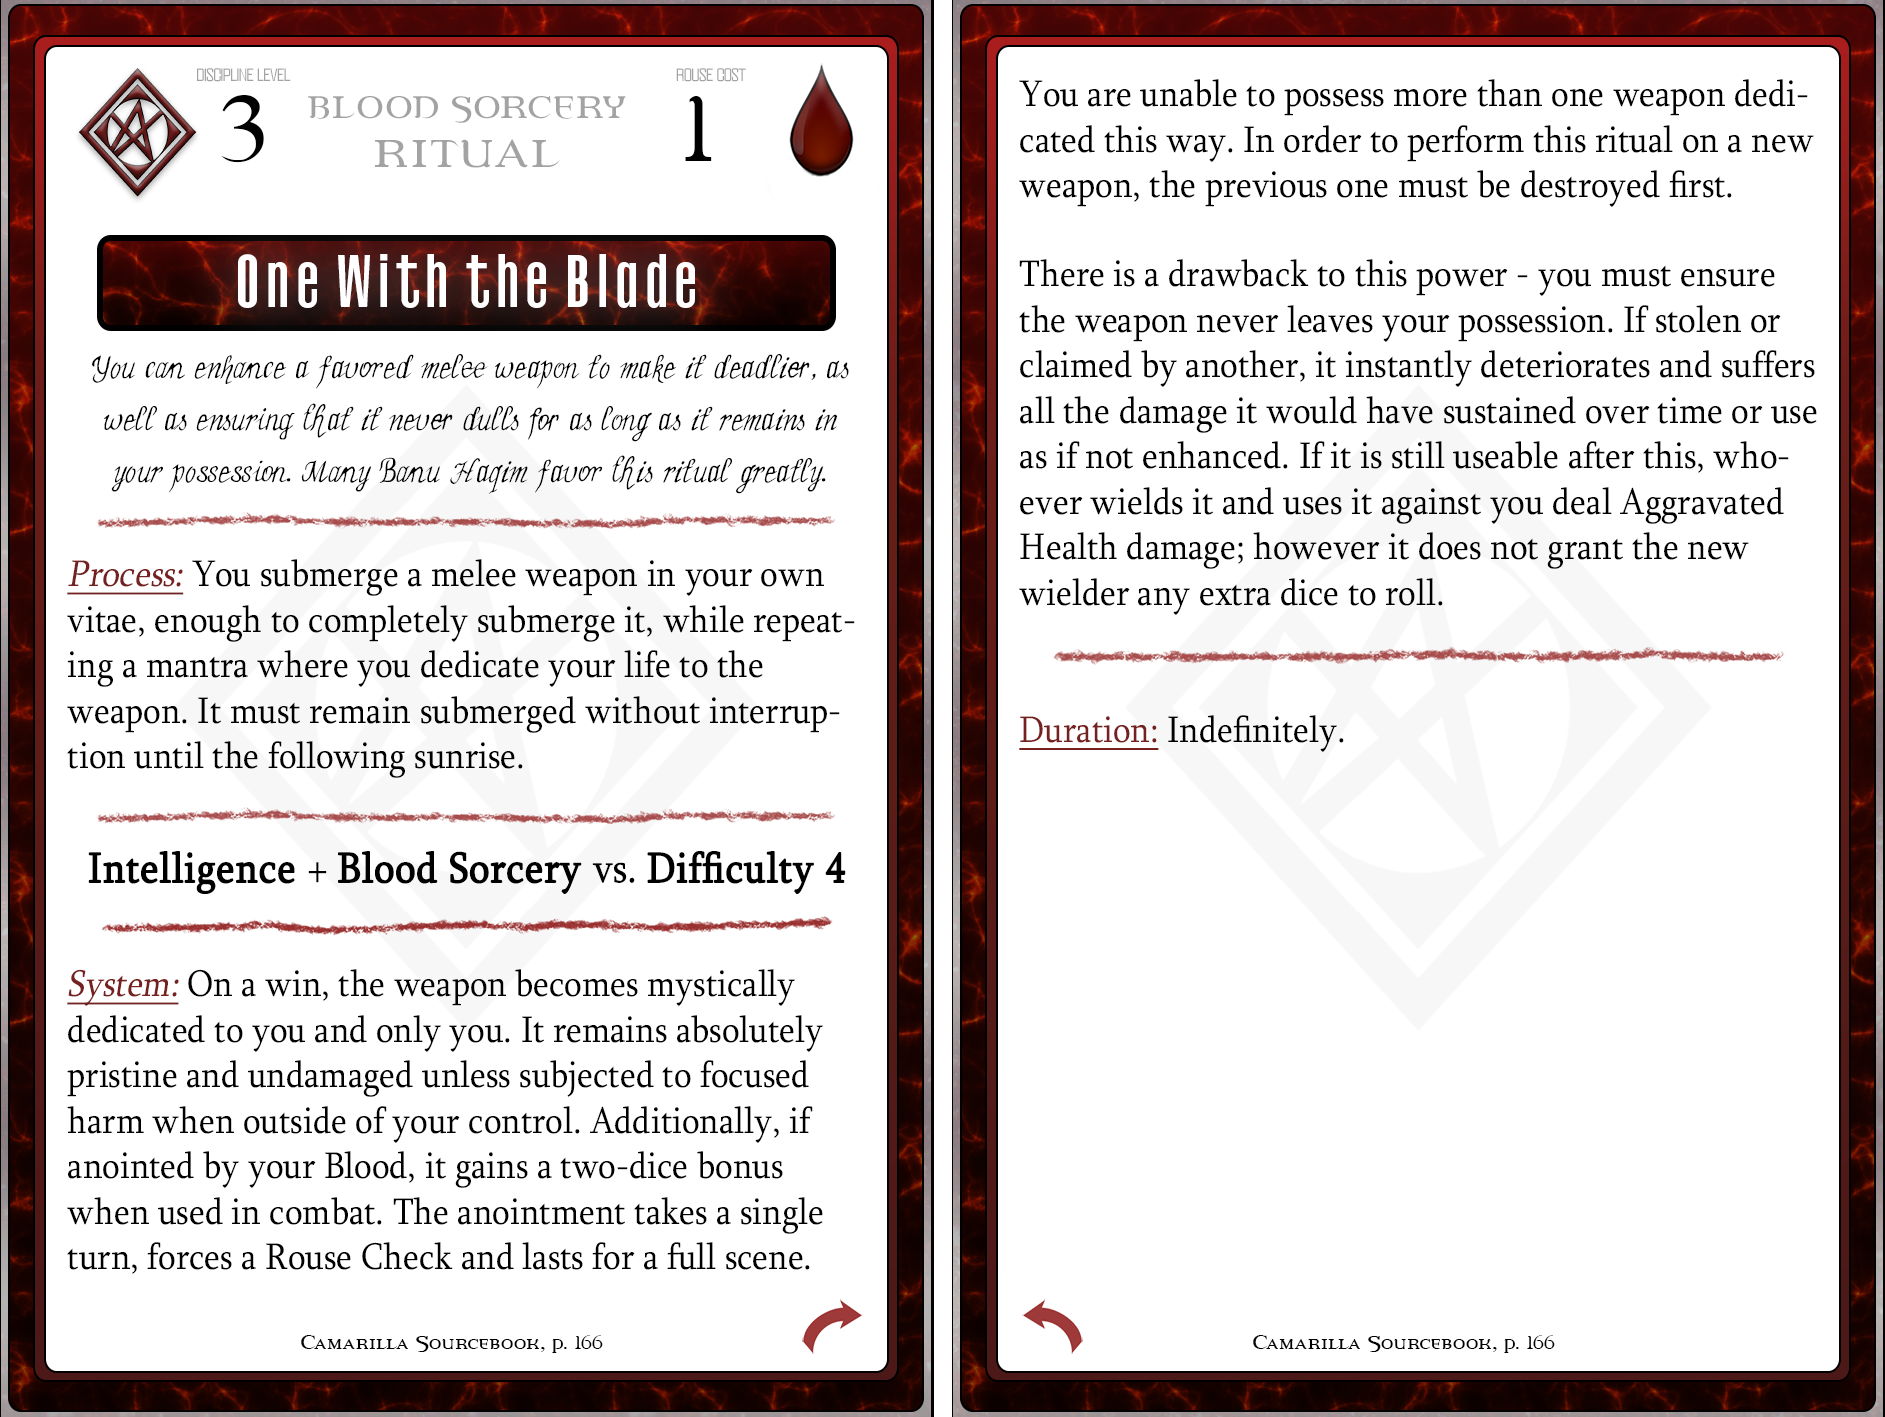 DISCIPLINE LEVEL
3
BLOOD SORCERY
RITUAL
ROUSE COST
1
One With the Blade
You can enhance a favored melee weapon to make it deadlier, as
well as ensuring that it never dulls for as long as it remains in
your possession. Many Banu Haqim favor this ritual greatly.
Process: You submerge a melee weapon in your own
vitae, enough to completely submerge it, while repeat-
ing a mantra where you dedicate your life to the
weapon. It must remain submerged without interrup-
tion until the following sunrise.
Intelligence + Blood Sorcery vs. Difficulty 4
System: On a win, the weapon becomes mystically
dedicated to you and only you. It remains absolutely
pristine and undamaged unless subjected to focused
harm when outside of your control. Additionally, if
anointed by your Blood, it gains a two-dice bonus
when used in combat. The anointment takes a single
turn, forces a Rouse Check and lasts for a full scene.
Camarilla Sourcebook, p. 166
You are unable to possess more than one weapon dedi-
cated this way. In order to perform this ritual on a new
weapon, the previous one must be destroyed first.
There is a drawback to this power - you must ensure
the weapon never leaves your possession. If stolen or
claimed by another, it instantly deteriorates and suffers
all the damage it would have sustained over time or use
as if not enhanced. If it is still useable after this, who-
ever wields it and uses it against you deal Aggravated
Health damage; however it does not grant the new
wielder any extra dice to roll.
Duration: Indefinitely.
Camarilla Sourcebook, p. 166